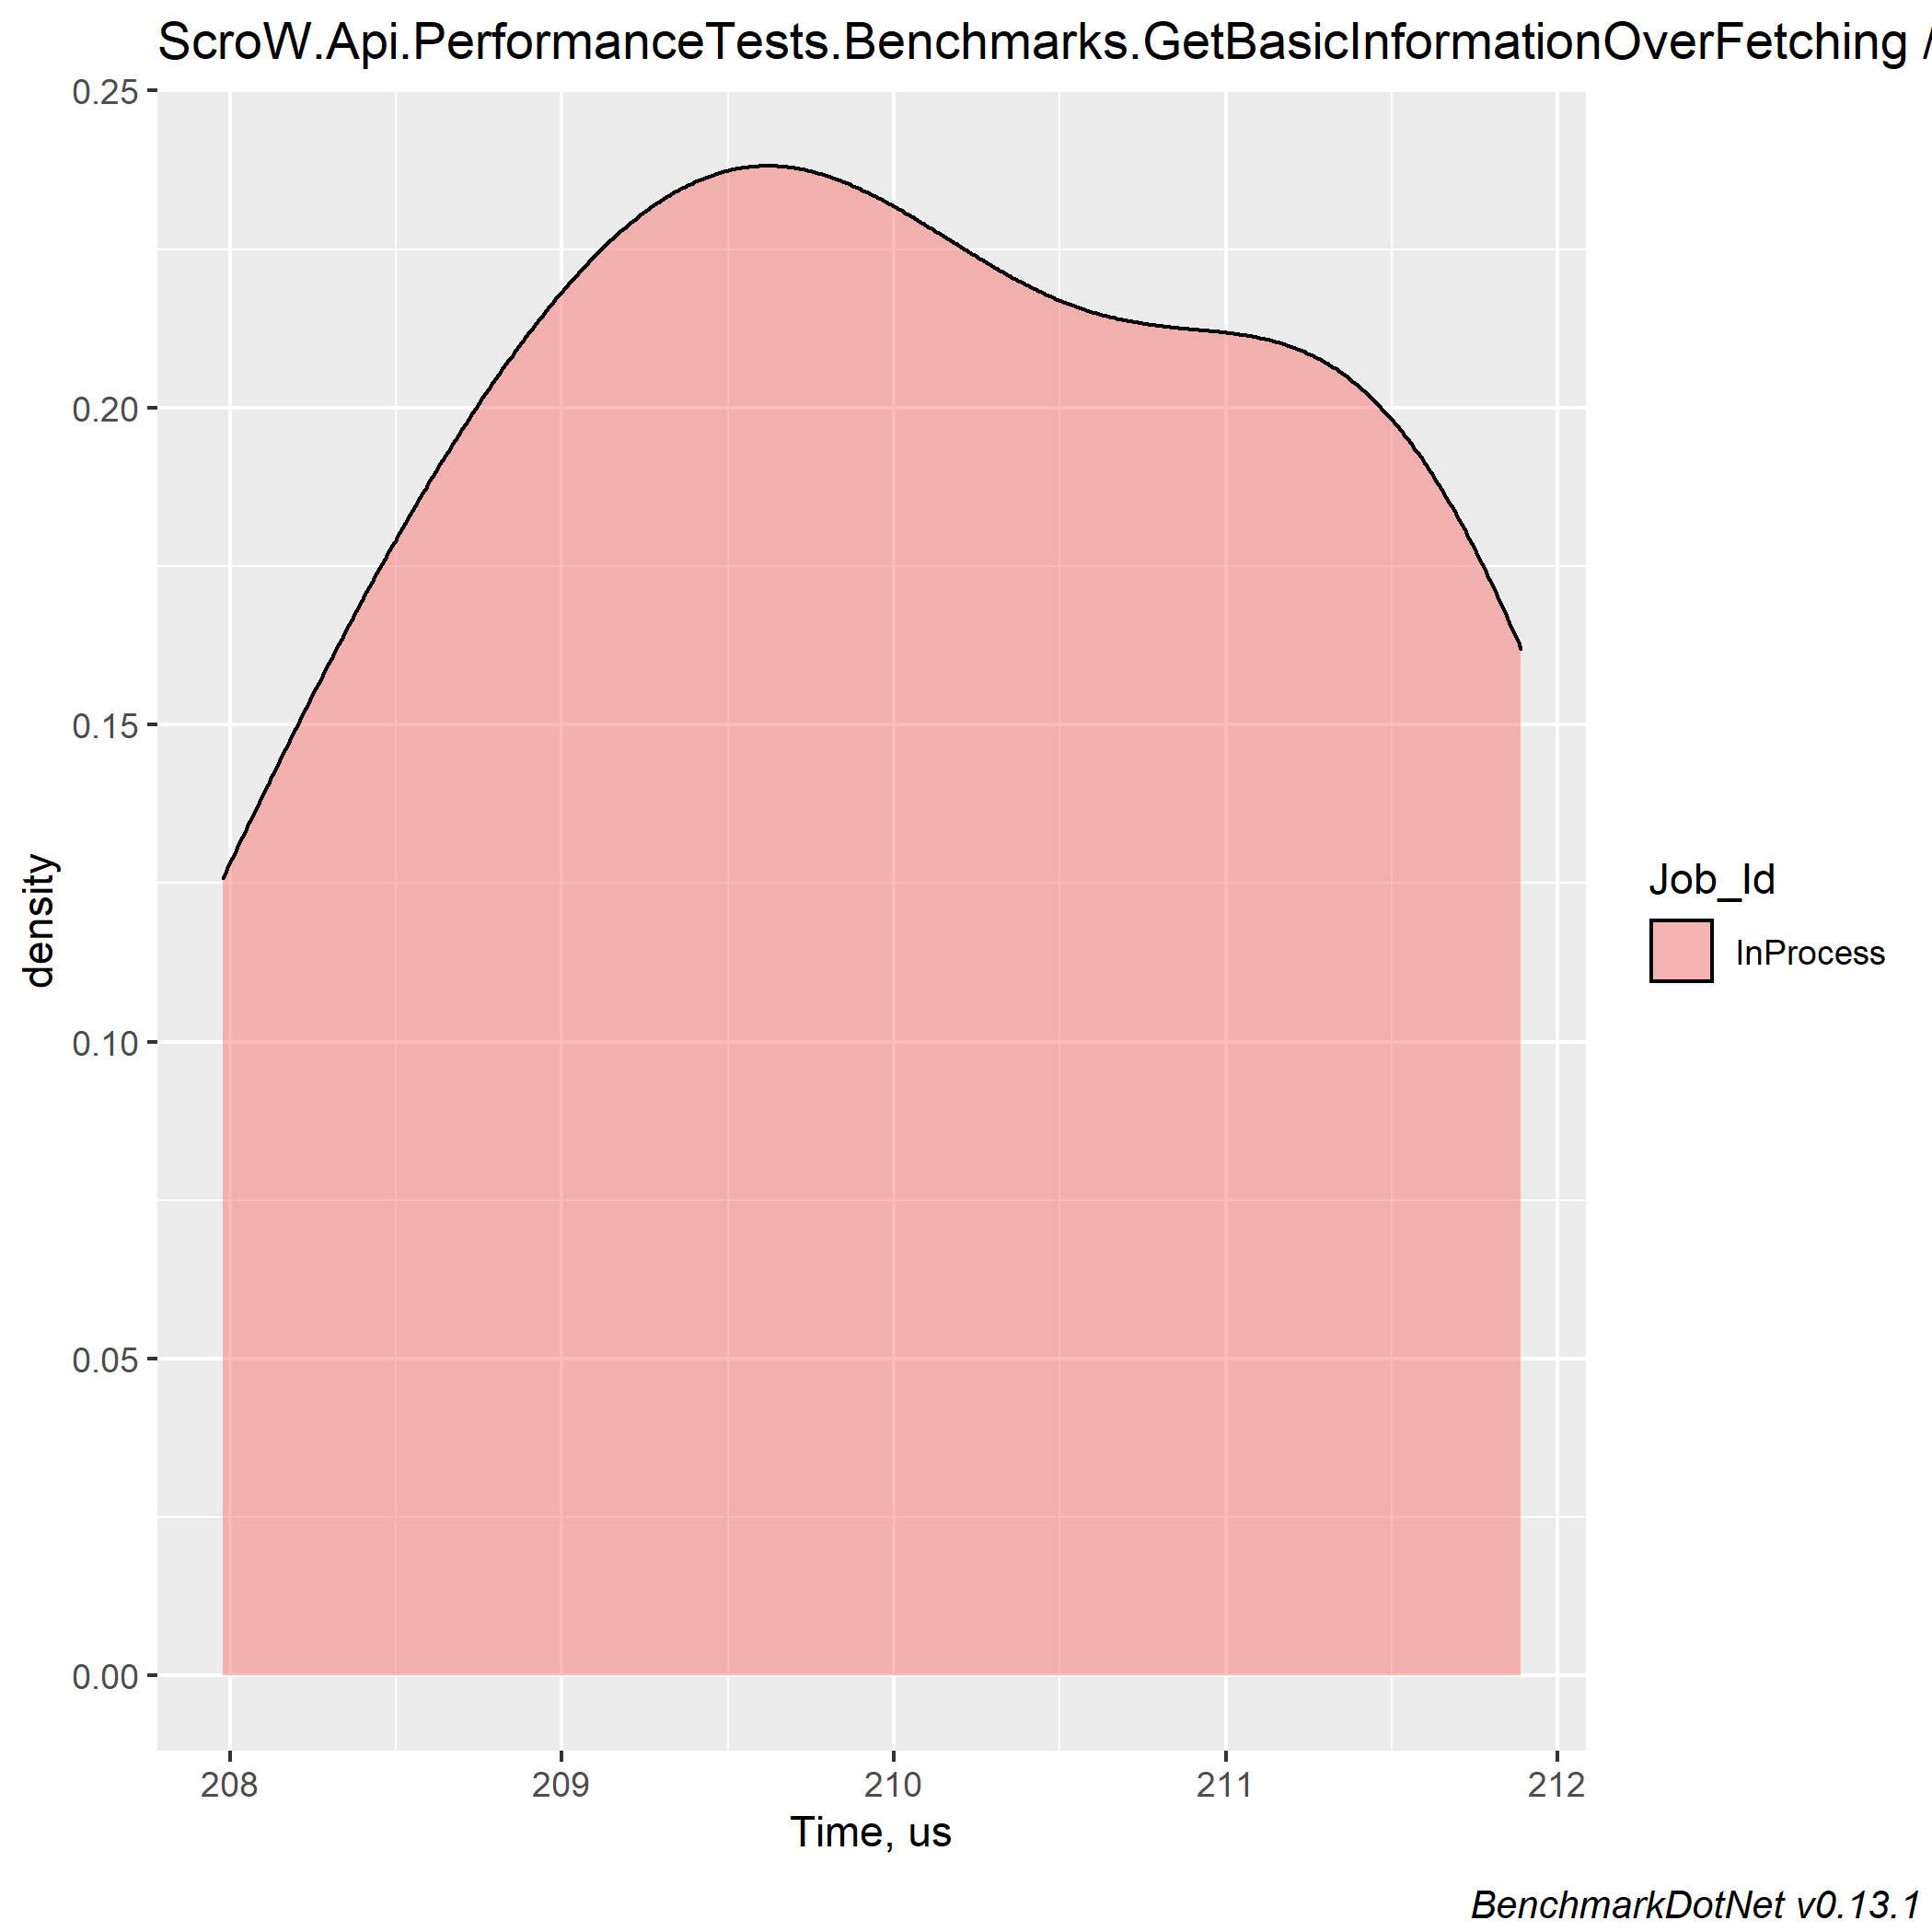 ScroW.Api.PerformanceTests.Benchmarks.GetBasicInformationOverFetching /
0.25
0.20
0.15
0.10
0.05
0.00
density
208 209 210 211 212
Time, us
Job_Id
InProcess
BenchmarkDotNet v0.13.1